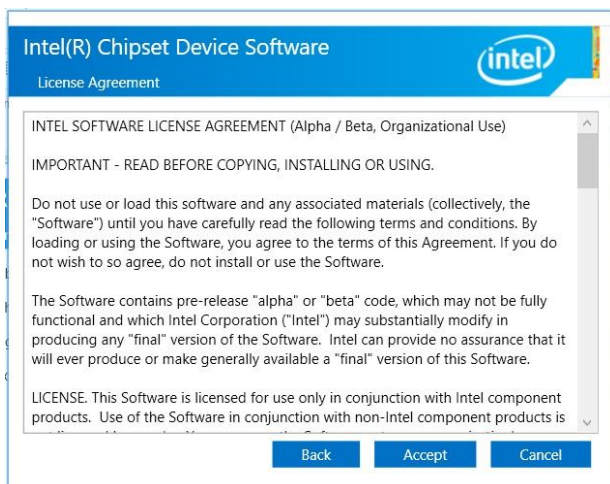 Intel(R) Chipset Device Software
License Agreement
intel
INTEL SOFTWARE LICENSE AGREEMENT (Alpha / Beta, Organizational Use)
IMPORTANT - READ BEFORE COPYING, INSTALLING OR USING.
Do not use or load this software and any associated materials (collectively, the
"Software") until you have carefully read the following terms and conditions. By
loading or using the Software, you agree to the terms of this Agreement. If you do
not wish to so agree, do not install or use the Software.
The Software contains pre-release "alpha" or "beta" code, which may not be fully
functional and which Intel Corporation ("Intel") may substantially modify in
producing any "final" version of the Software.  Intel can provide no assurance that it
will ever produce or make generally available a "final" version of this Software.
LICENSE. This Software is licensed for use only in conjunction with Intel component
products.  Use of the Software in conjunction with non-Intel component products is
Back Accept Cancel